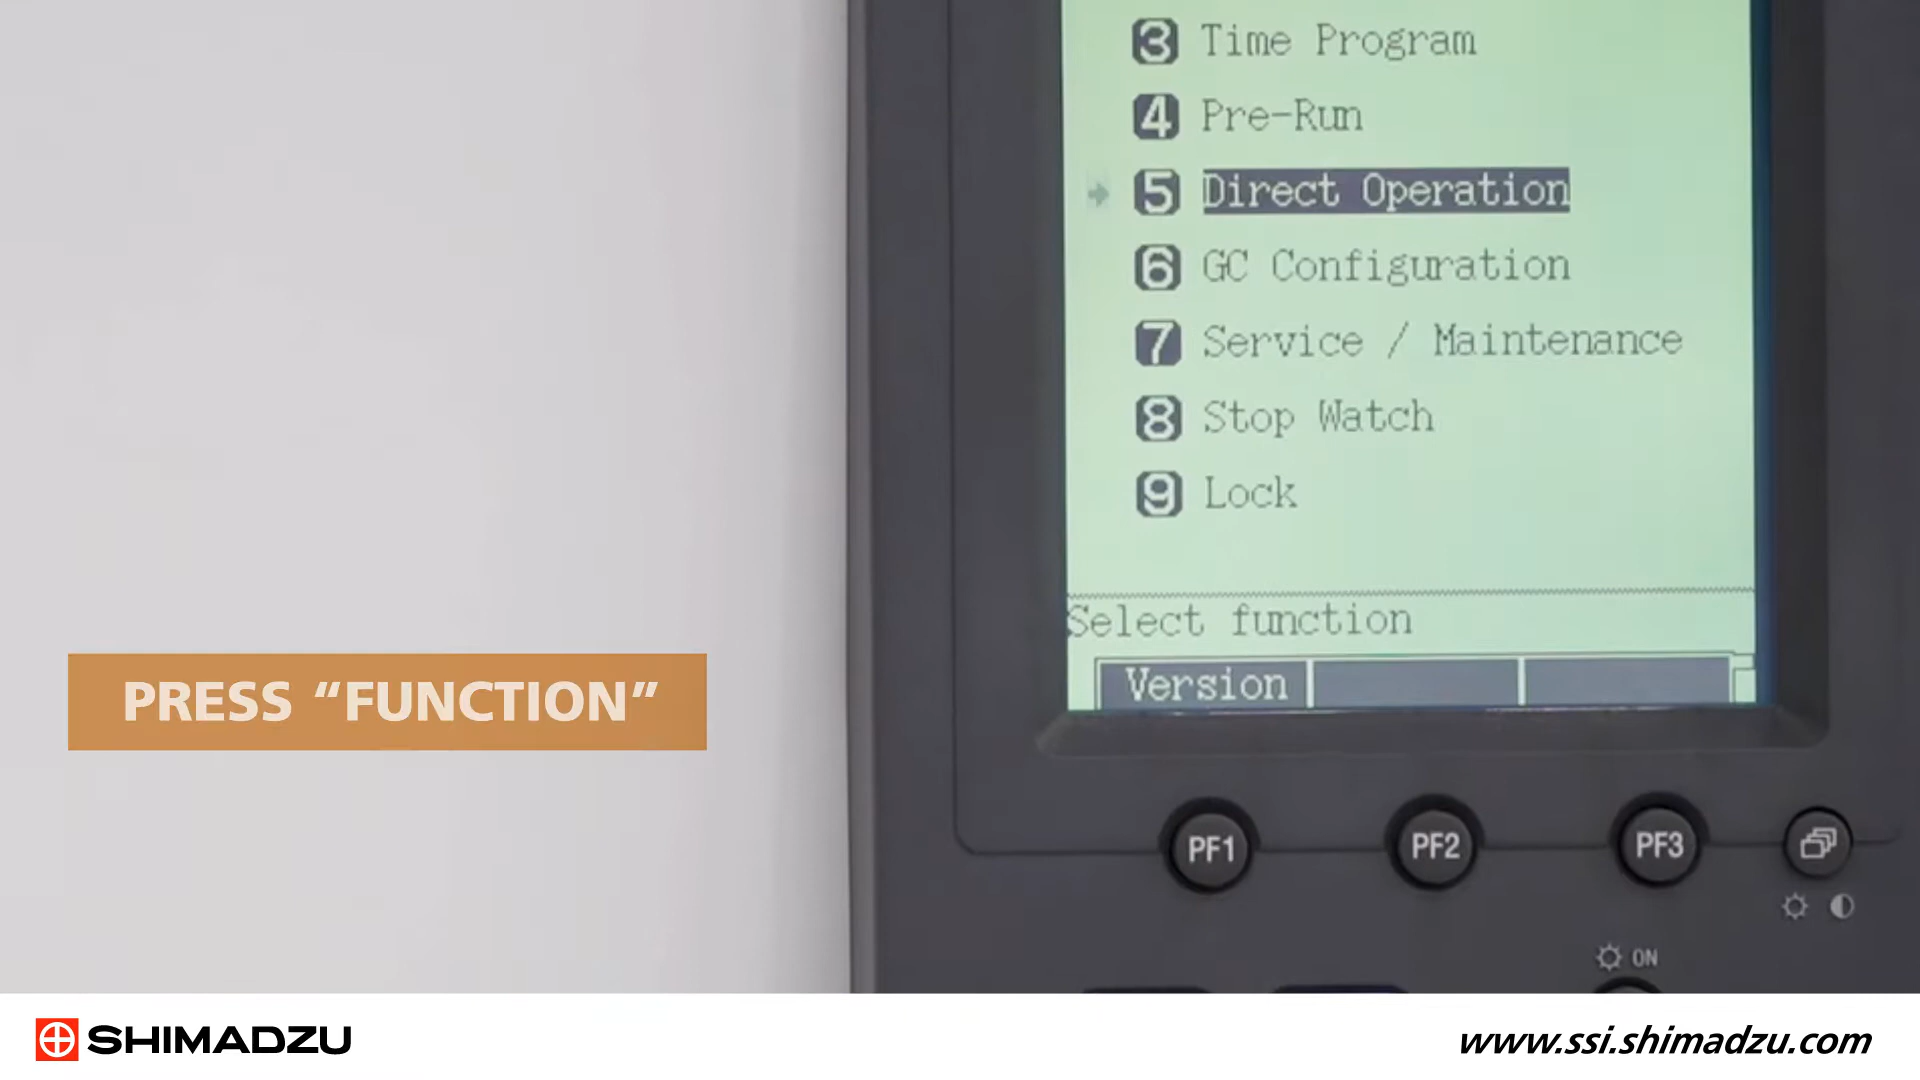 3 Time Program
4 Pre-Run
5 Direct Operation
6 GC Configuration
7 Service / Maintenance
8 Stop Watch
9 Lock
Select function
Version
PRESS “FUNCTION”
PF1 PF2 PF3
ON
SHIMADZU
www.ssi.shimadzu.com